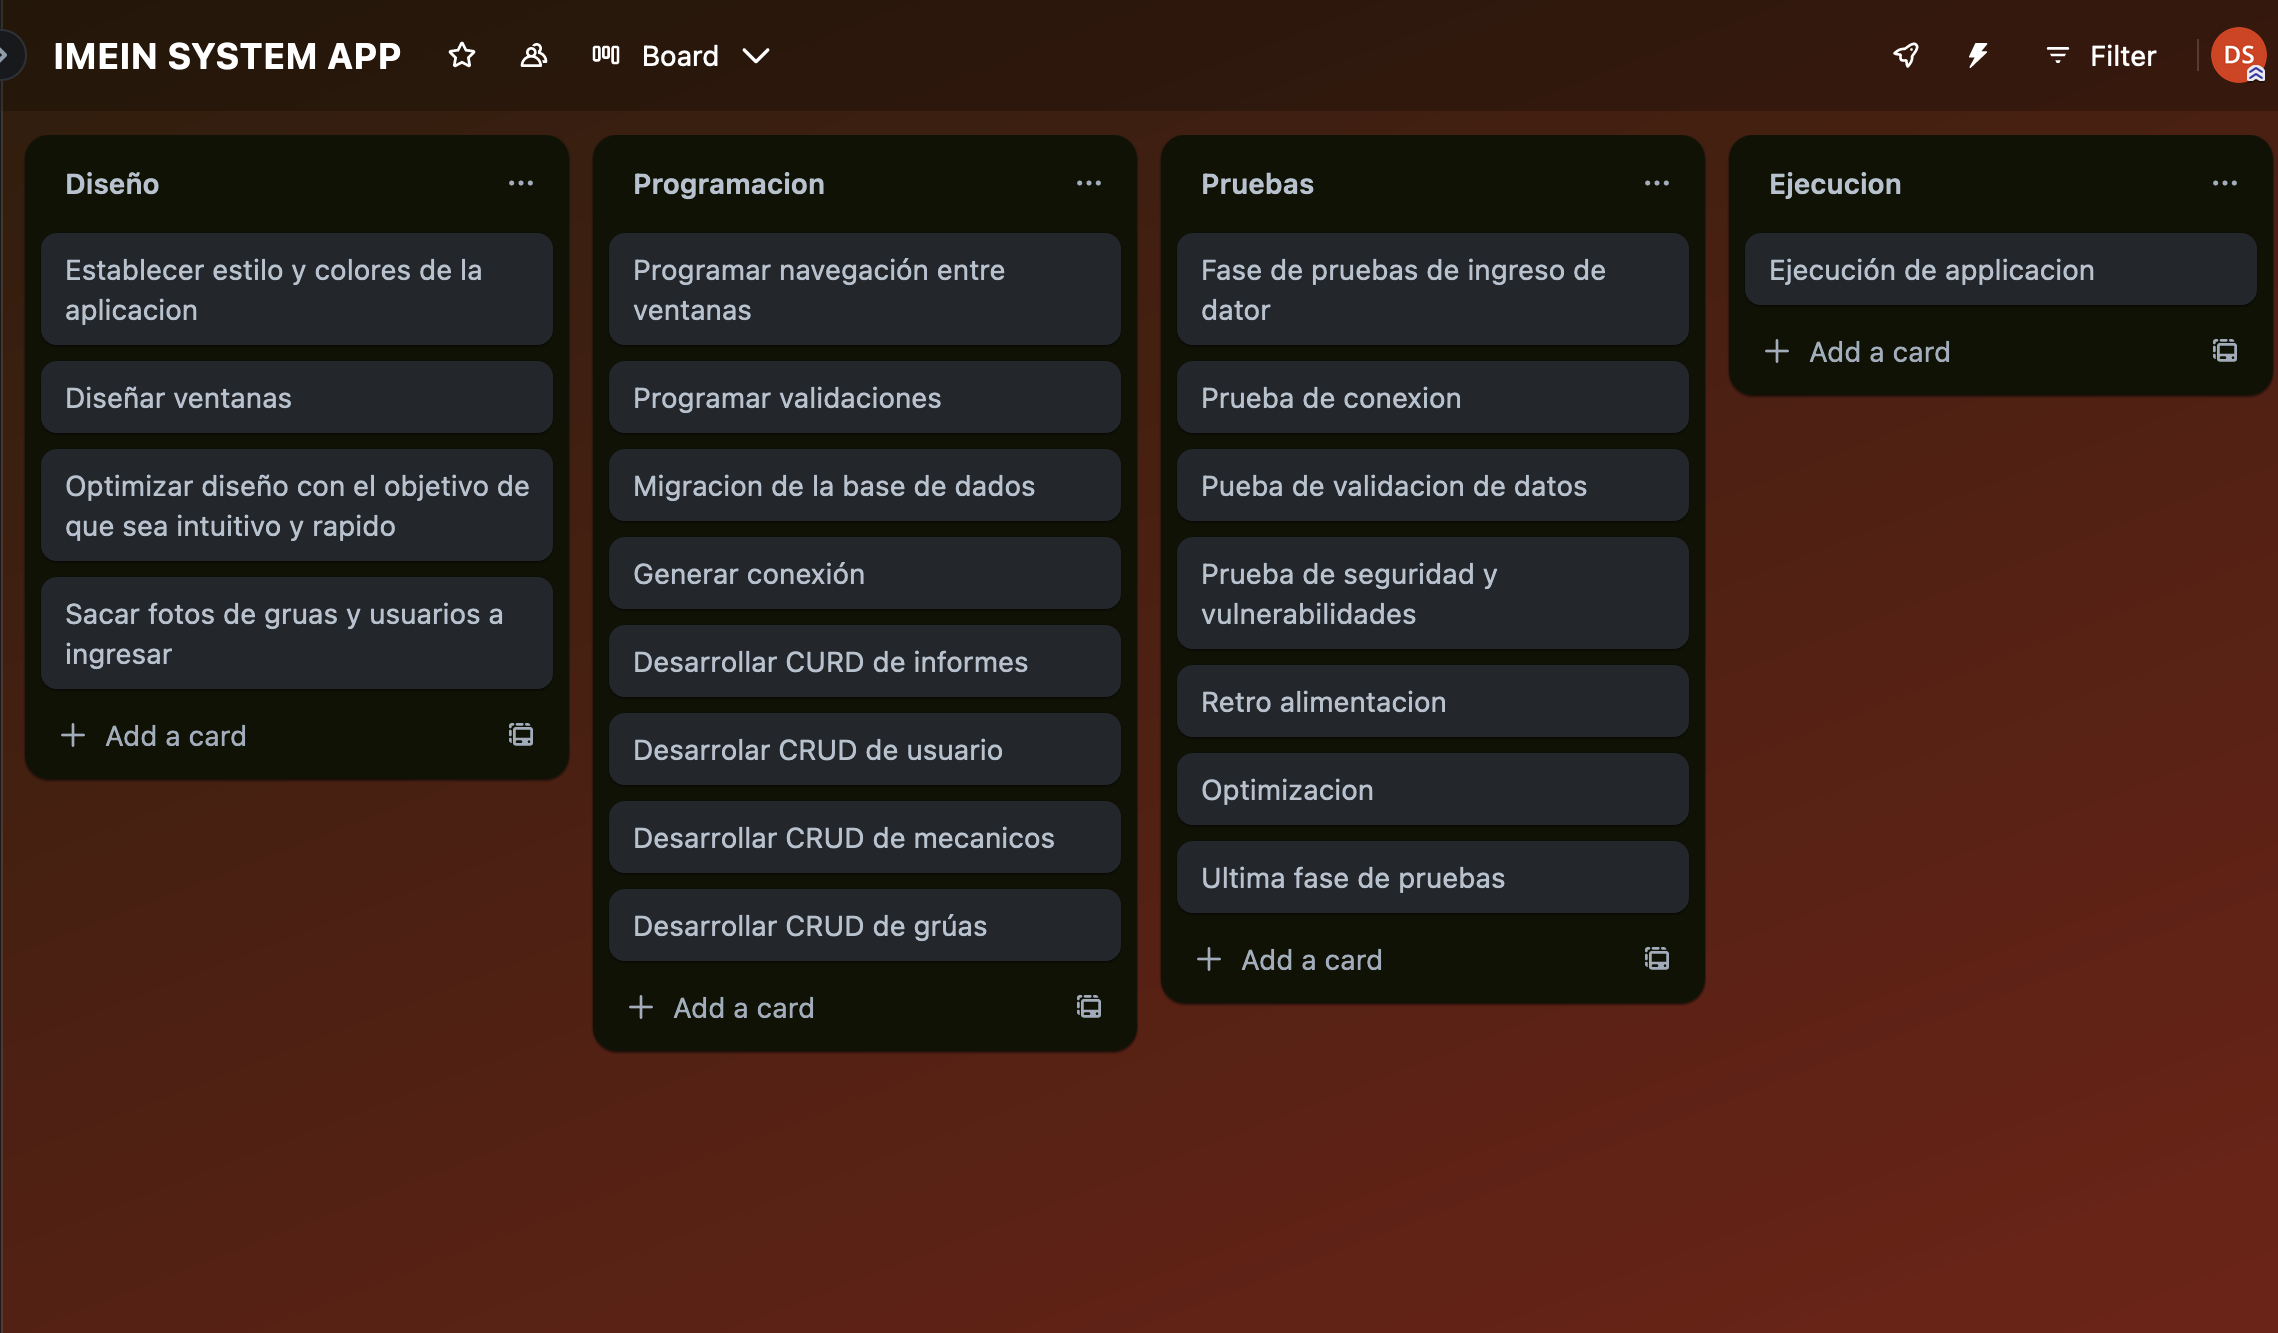 IMEIN SYSTEM APP
Board
Filter
DS
Diseño
Establecer estilo y colores de la
aplicacion
Diseñar ventanas
Optimizar diseño con el objetivo de
que sea intuitivo y rapido
Sacar fotos de gruas y usuarios a
ingresar
Add a card
Programacion
Programar navegación entre
ventanas
Programar validaciones
Migracion de la base de dados
Generar conexión
Desarrollar CURD de informes
Desarrolar CRUD de usuario
Desarrollar CRUD de mecanicos
Desarrollar CRUD de grúas
Add a card
Pruebas
Fase de pruebas de ingreso de
dator
Prueba de conexion
Pueba de validacion de datos
Prueba de seguridad y
vulnerabilidades
Retro alimentacion
Optimizacion
Ultima fase de pruebas
Add a card
Ejecucion
Ejecución de applicacion
Add a card